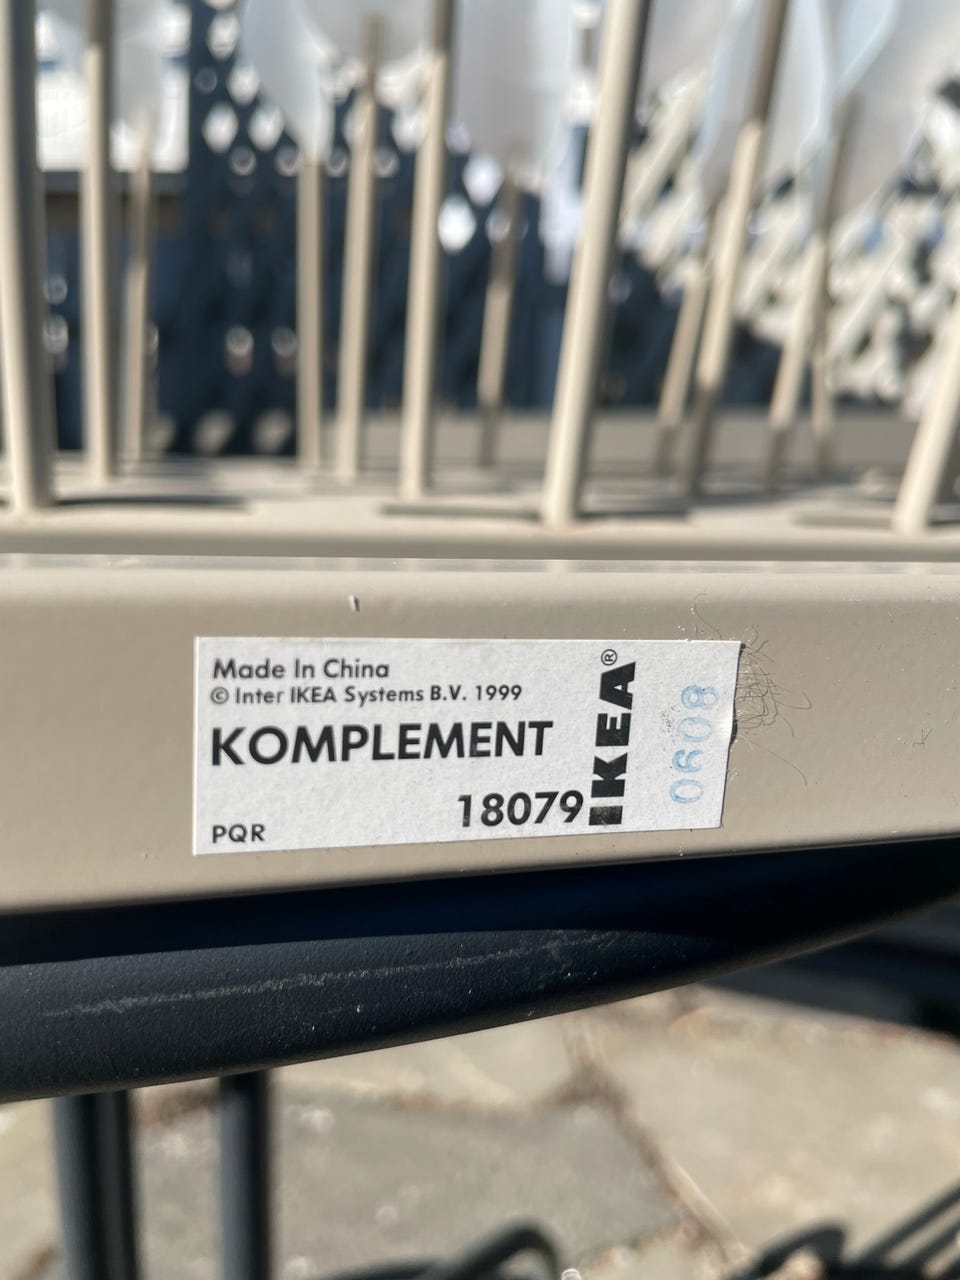 Made In China
© Inter IKEA Systems B.V. 1999
KOMPLEMENT
18079
PQR
IKEA®
0608